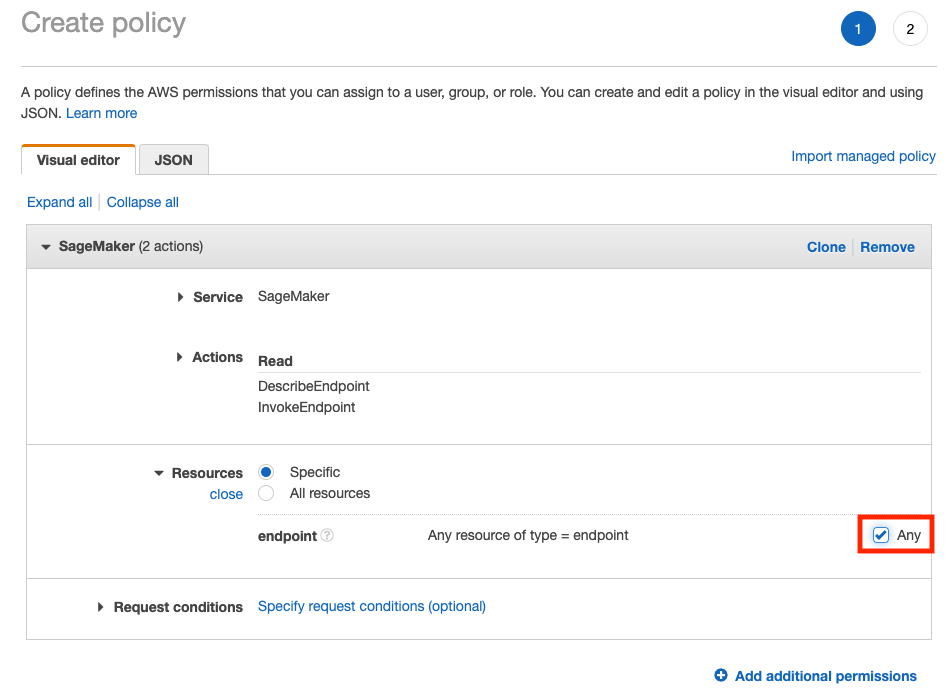 Create policy
1
2
A policy defines the AWS permissions that you can assign to a user, group, or role. You can create and edit a policy in the visual editor and using
JSON. Learn more
Visual editor
JSON
Import managed policy
Expand all
Collapse all
SageMaker (2 actions)
Clone
Remove
Service
SageMaker
Actions
Read
DescribeEndpoint
InvokeEndpoint
Resources
Specific
close
All resources
endpoint ?
Any resource of type = endpoint
Any
Request conditions
Specify request conditions (optional)
Add additional permissions